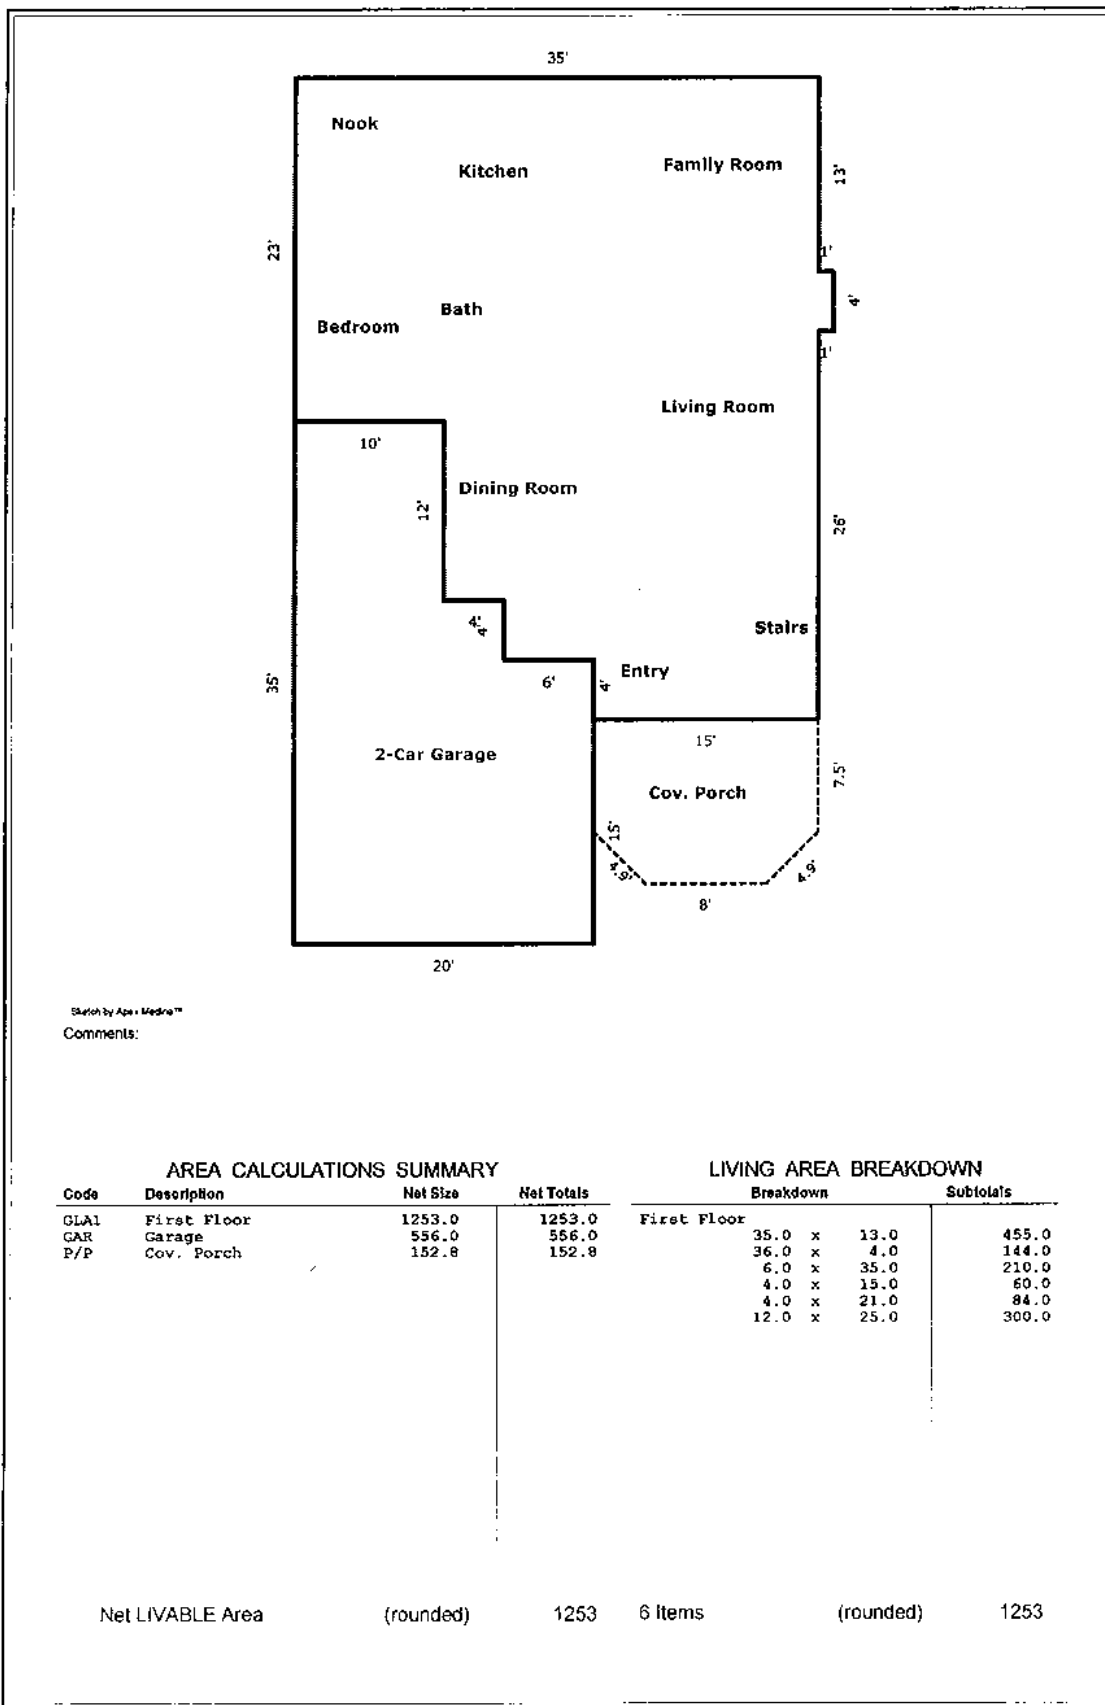 35'
Nook
Kitchen
Family Room
13'
1'
23'
4'
Bath
Bedroom
1'
Living Room
10'
Dining Room
12'
26'
4'
4'
Stairs
Entry
6'
4'
35'
15'
2-Car Garage
7.5'
Cov. Porch
15'
4.9'
4.9'
8'
20'
Sketch by Apex Medina™
Comments:
AREA CALCULATIONS SUMMARY
Code Description Net Size Net Totals
GLA1 First Floor 1253.0 1253.0
GAR Garage 556.0 556.0
P/P Cov. Porch 152.8 152.8
LIVING AREA BREAKDOWN
Breakdown Subtotals
First Floor
35.0 x 13.0 455.0
36.0 x 4.0 144.0
6.0 x 35.0 210.0
4.0 x 15.0 60.0
4.0 x 21.0 84.0
12.0 x 25.0 300.0
Net LIVABLE Area (rounded) 1253
6 Items (rounded) 1253